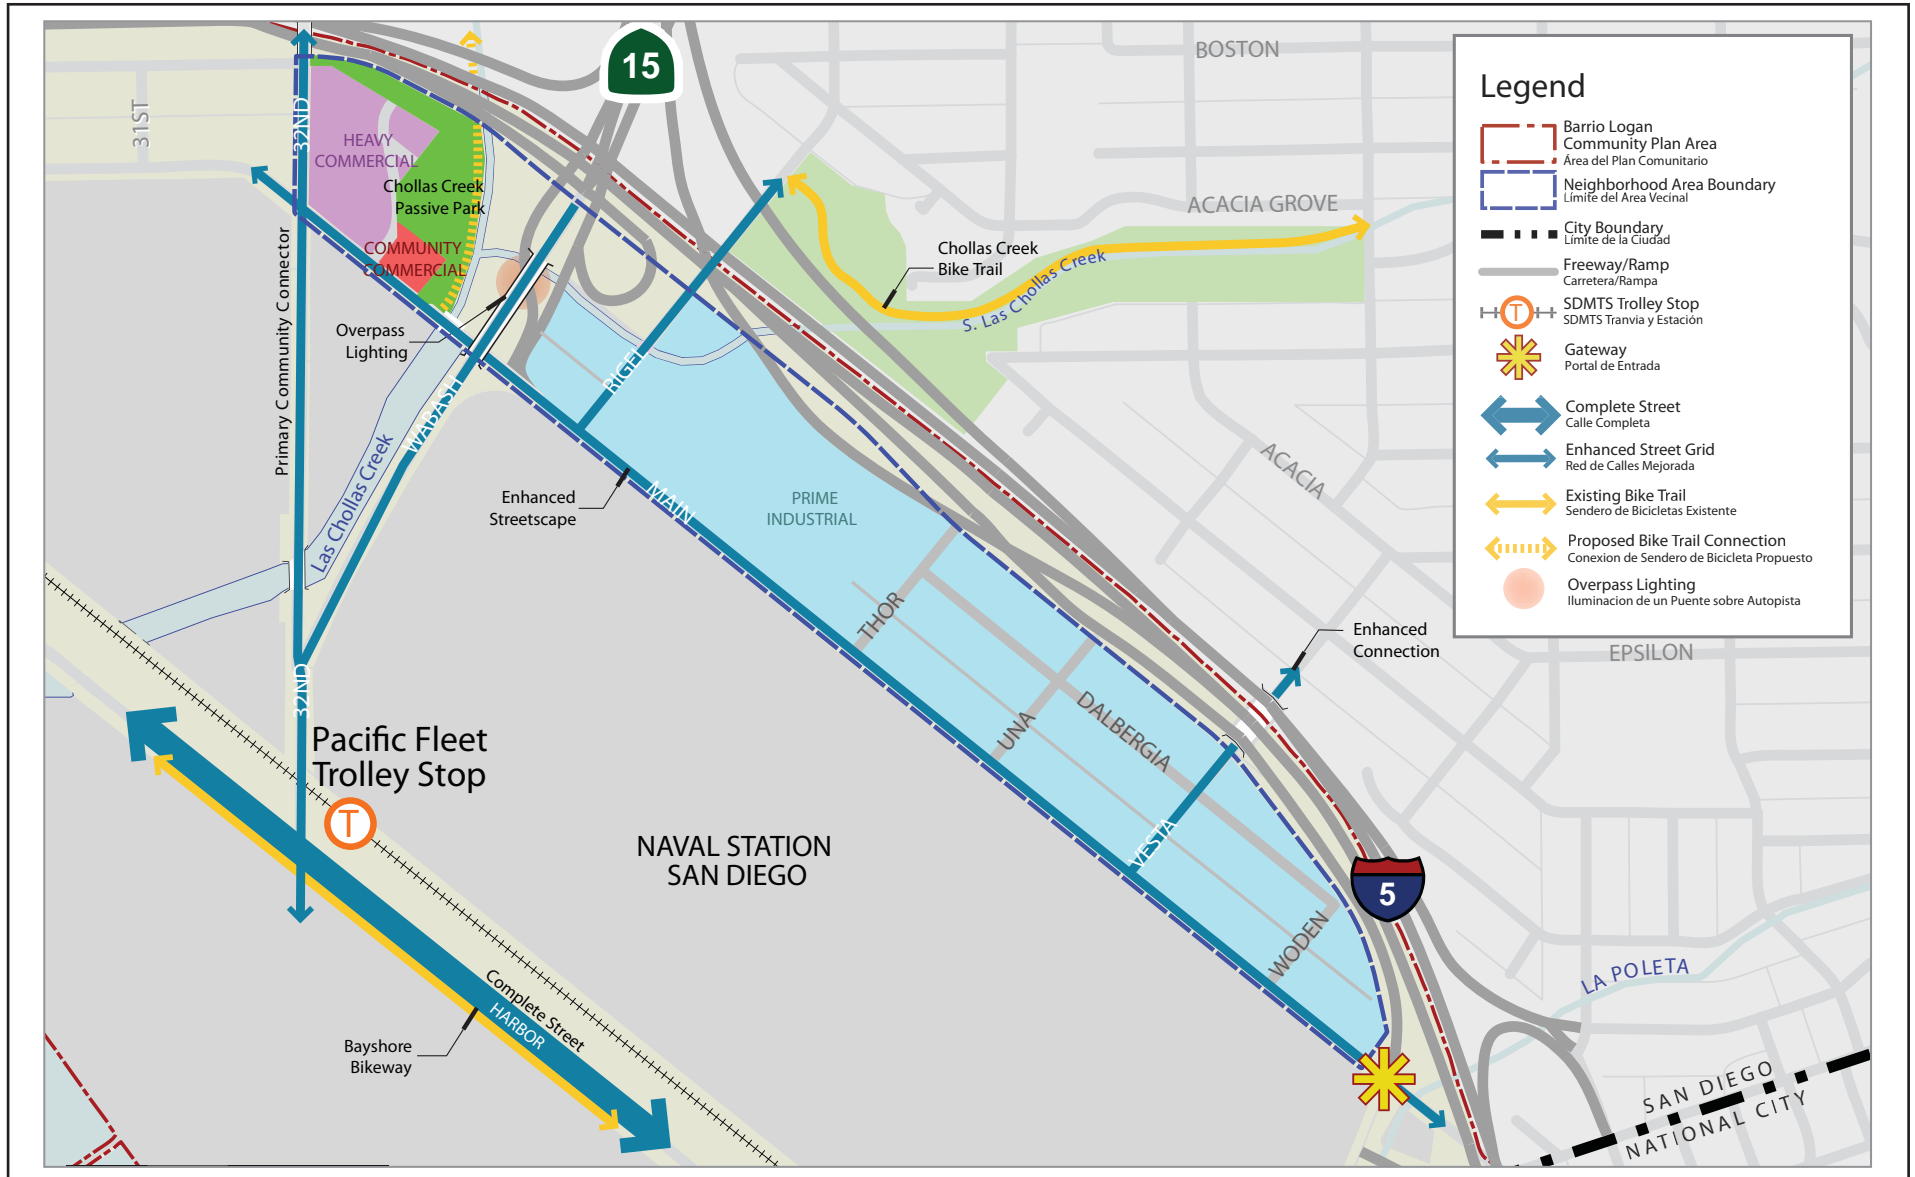 15
BOSTON
31ST
32ND
HEAVY
COMMERCIAL
Chollas Creek
Passive Park
COMMUNITY
COMMERCIAL
ACACIA GROVE
Chollas Creek
Bike Trail
S. Las Chollas Creek
Primary Community Connector
Overpass
Lighting
WABASH
RIGEL
Las Chollas Creek
Enhanced
Streetscape
MAIN
PRIME
INDUSTRIAL
ACACIA
THOR
UNA
DALBERGIA
VESTA
WODEN
Enhanced
Connection
EPSILON
32ND
Pacific Fleet
Trolley Stop
T
NAVAL STATION
SAN DIEGO
5
Complete Street
HARBOR
Bayshore
Bikeway
LA POLETA
SAN DIEGO
NATIONAL CITY
Legend
Barrio Logan
Community Plan Area
Área del Plan Comunitario
Neighborhood Area Boundary
Límite del Area Vecinal
City Boundary
Límite de la Ciudad
Freeway/Ramp
Carretera/Rampa
T
SDMTS Trolley Stop
SDMTS Tranvia y Estación
Gateway
Portal de Entrada
Complete Street
Calle Completa
Enhanced Street Grid
Red de Calles Mejorada
Existing Bike Trail
Sendero de Bicicletas Existente
Proposed Bike Trail Connection
Conexion de Sendero de Bicicleta Propuesto
Overpass Lighting
Iluminacion de un Puente sobre Autopista